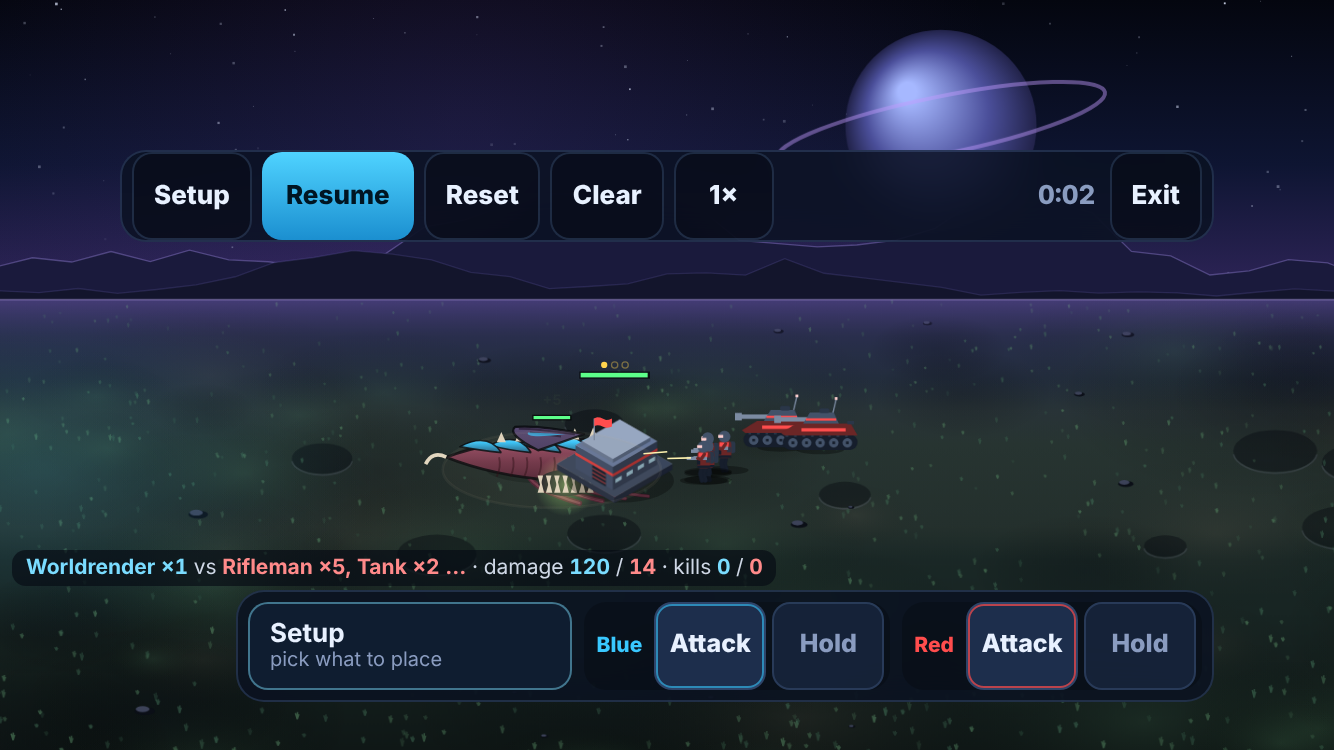 Setup Resume Reset Clear 1× 0:02 Exit
Worldrender ×1 vs Rifleman ×5, Tank ×2 ... · damage 120 / 14 · kills 0 / 0
Setup
pick what to place
Blue Attack Hold Red Attack Hold